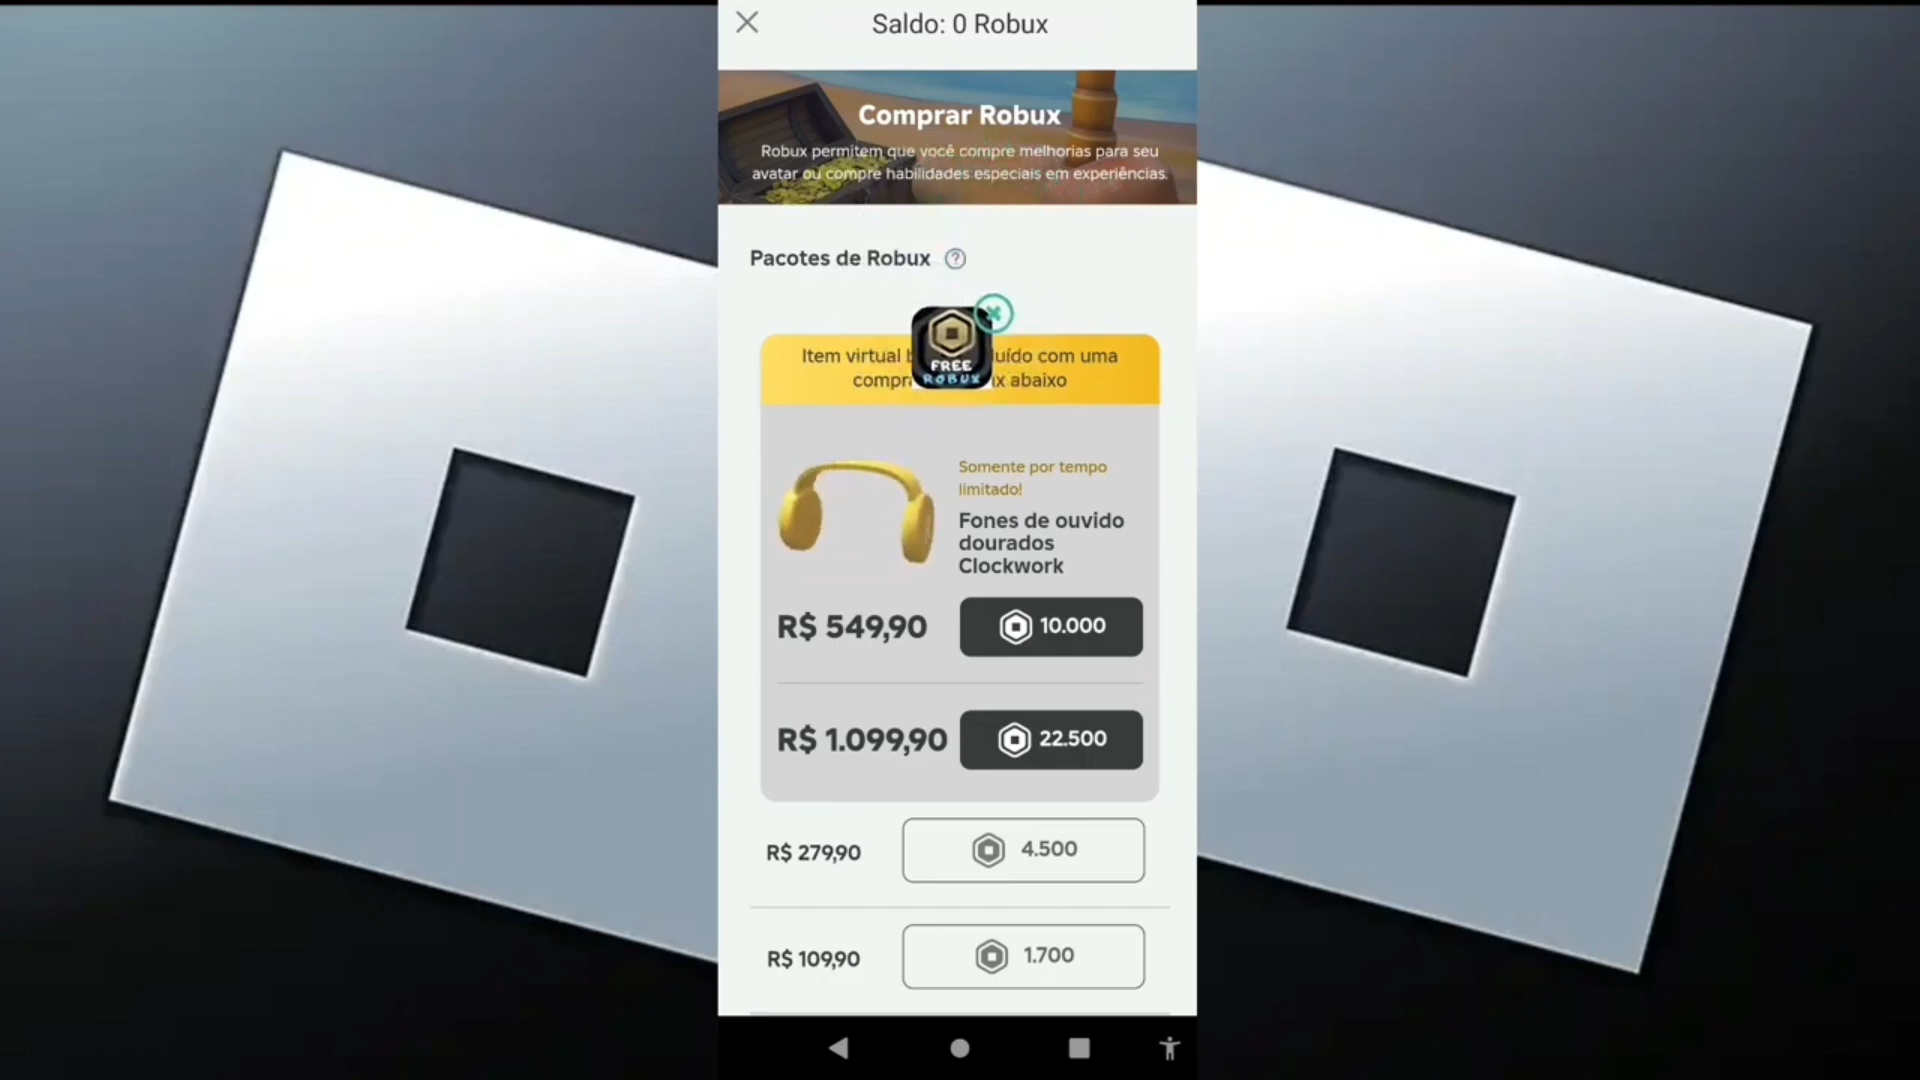 Saldo: 0 Robux
Comprar Robux
Robux permitem que você compre melhorias para seu
avatar ou compre habilidades especiais em experiências.
Pacotes de Robux ?
Item virtual uído com uma
abaixo
FREE
ROBUX
Somente por tempo
limitado!
Fones de ouvido
dourados
Clockwork
R$ 549,90 10.000
R$ 1.099,90 22.500
R$ 279,90 4.500
R$ 109,90 1.700